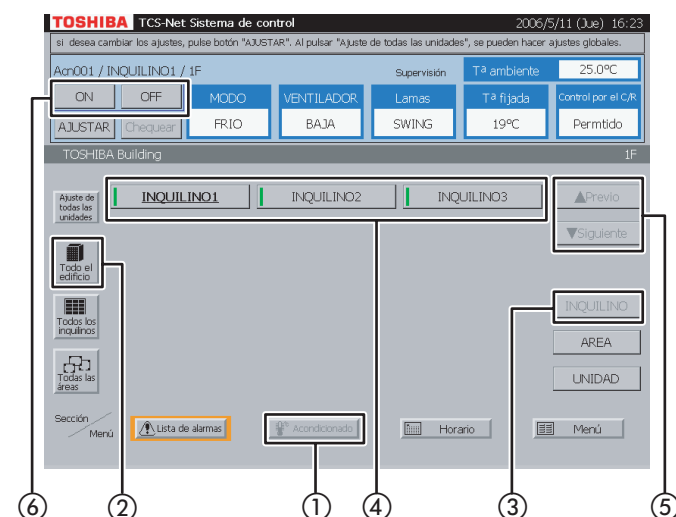 TOSHIBA TCS-Net Sistema de control 2006/5/11 (Jue) 16:23
si desea cambiar los ajustes, pulse botón "AJUSTAR". Al pulsar "Ajuste de todas las unidades", se pueden hacer ajustes globales.
Acn001 / INQUILINO1 / 1F Supervisión Tª ambiente 25.0ºC
ON OFF MODO VENTILADOR Lamas Tª fijada Control por el C/R
AJUSTAR Chequear FRIO BAJA SWING 19ºC Permtido
TOSHIBA Building 1F
Ajuste de todas las unidades INQUILINO1 INQUILINO2 INQUILINO3 ▲Previo
▼Siguiente
Todo el edificio
Todos los inquilinos INQUILINO
AREA
Todas las áreas UNIDAD
Sección / Menú Lista de alarmas Acondicionado Horario Menú
⑥ ② ① ④ ③ ⑤